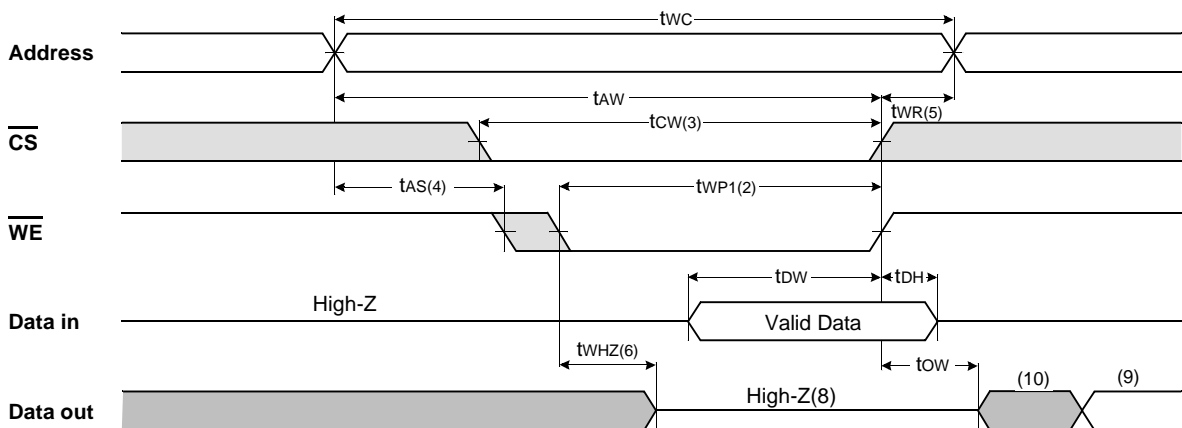 tWC
Address
tAW
tWR(5)
tCW(3)
CS
tAS(4)
tWP1(2)
WE
tDW
tDH
High-Z
Data in
Valid Data
tWHZ(6)
tOW
(10)
(9)
High-Z(8)
Data out